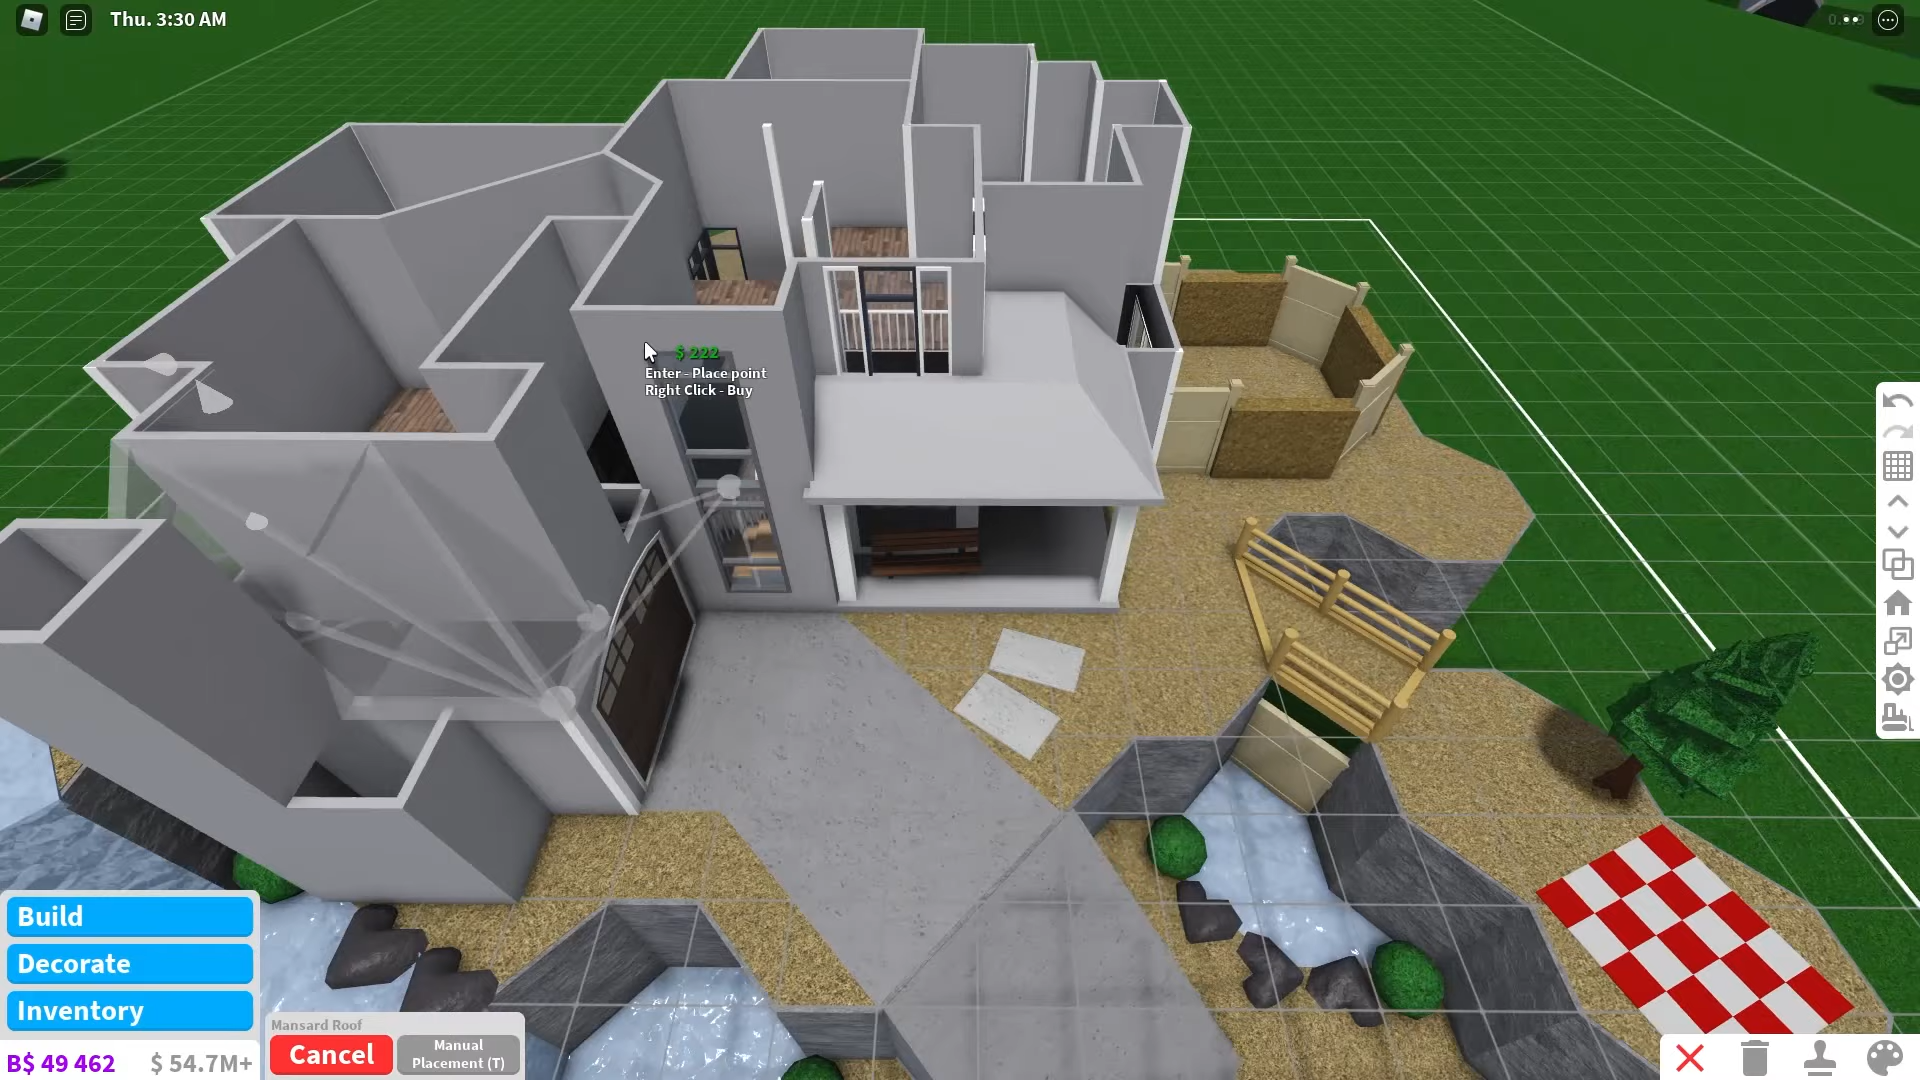 Thu. 3:30 AM
$ 222
Enter - Place point
Right Click - Buy
Build
Decorate
Inventory
Mansard Roof
Cancel
Manual
Placement (T)
B$ 49 462
$ 54.7M+